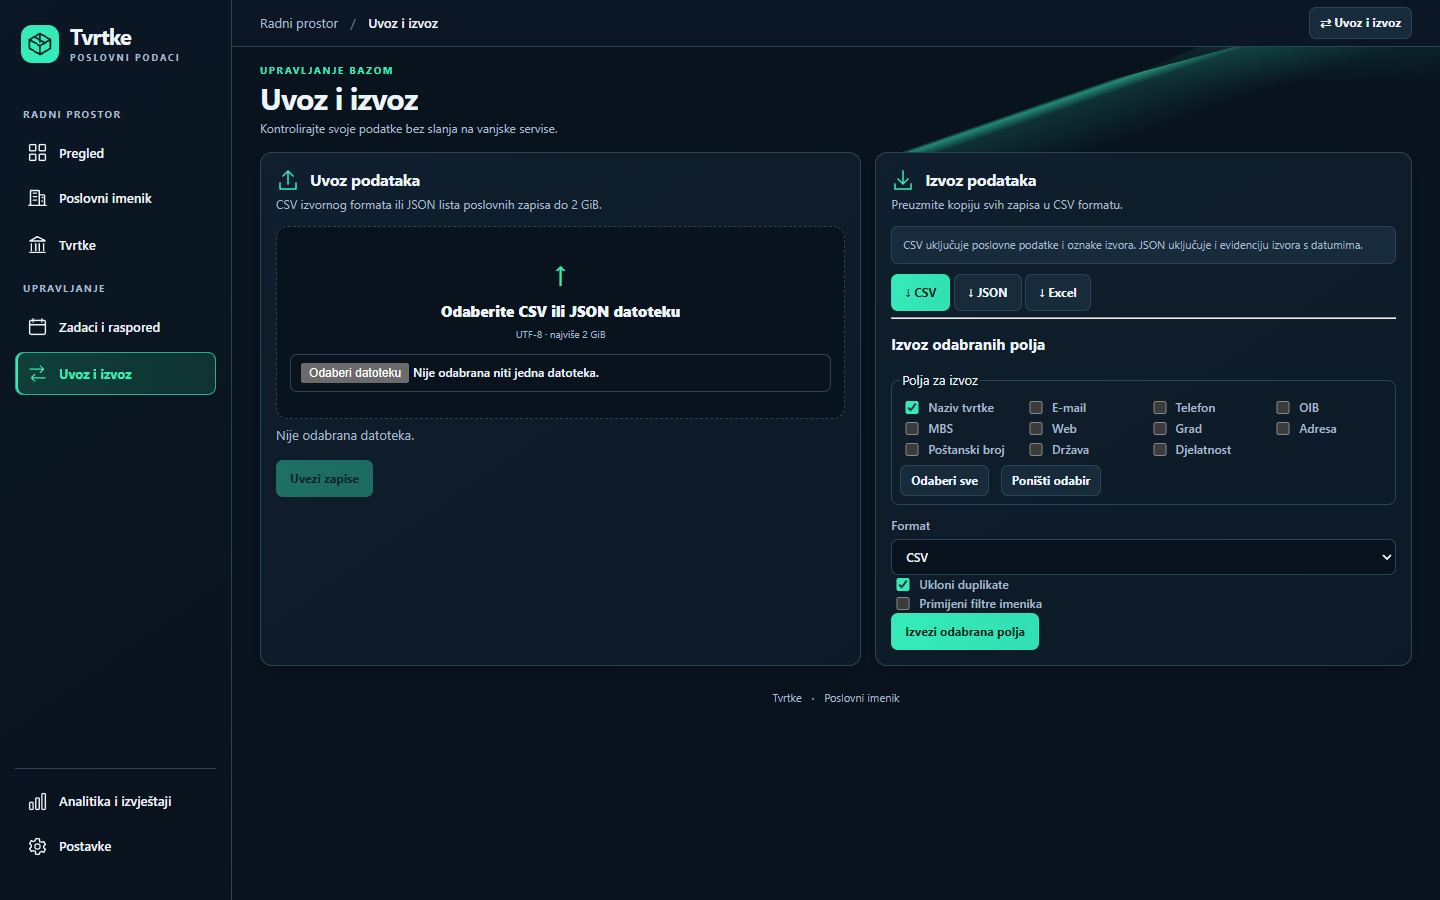 Tvrtke
POSLOVNI PODACI
RADNI PROSTOR
Pregled
Poslovni imenik
Tvrtke
UPRAVLJANJE
Zadaci i raspored
Uvoz i izvoz
Analitika i izvještaji
Postavke
Radni prostor / Uvoz i izvoz
⇄ Uvoz i izvoz
UPRAVLJANJE BAZOM
Uvoz i izvoz
Kontrolirajte svoje podatke bez slanja na vanjske servise.
Uvoz podataka
CSV izvornog formata ili JSON lista poslovnih zapisa do 2 GiB.
↑
Odaberite CSV ili JSON datoteku
UTF-8 · najviše 2 GiB
Odaberi datoteku Nije odabrana niti jedna datoteka.
Nije odabrana datoteka.
Uvezi zapise
Izvoz podataka
Preuzmite kopiju svih zapisa u CSV formatu.
CSV uključuje poslovne podatke i oznake izvora. JSON uključuje i evidenciju izvora s datumima.
↓ CSV ↓ JSON ↓ Excel
Izvoz odabranih polja
Polja za izvoz
Naziv tvrtke E-mail Telefon OIB
MBS Web Grad Adresa
Poštanski broj Država Djelatnost
Odaberi sve Poništi odabir
Format
CSV
Ukloni duplikate
Primijeni filtre imenika
Izvezi odabrana polja
Tvrtke · Poslovni imenik